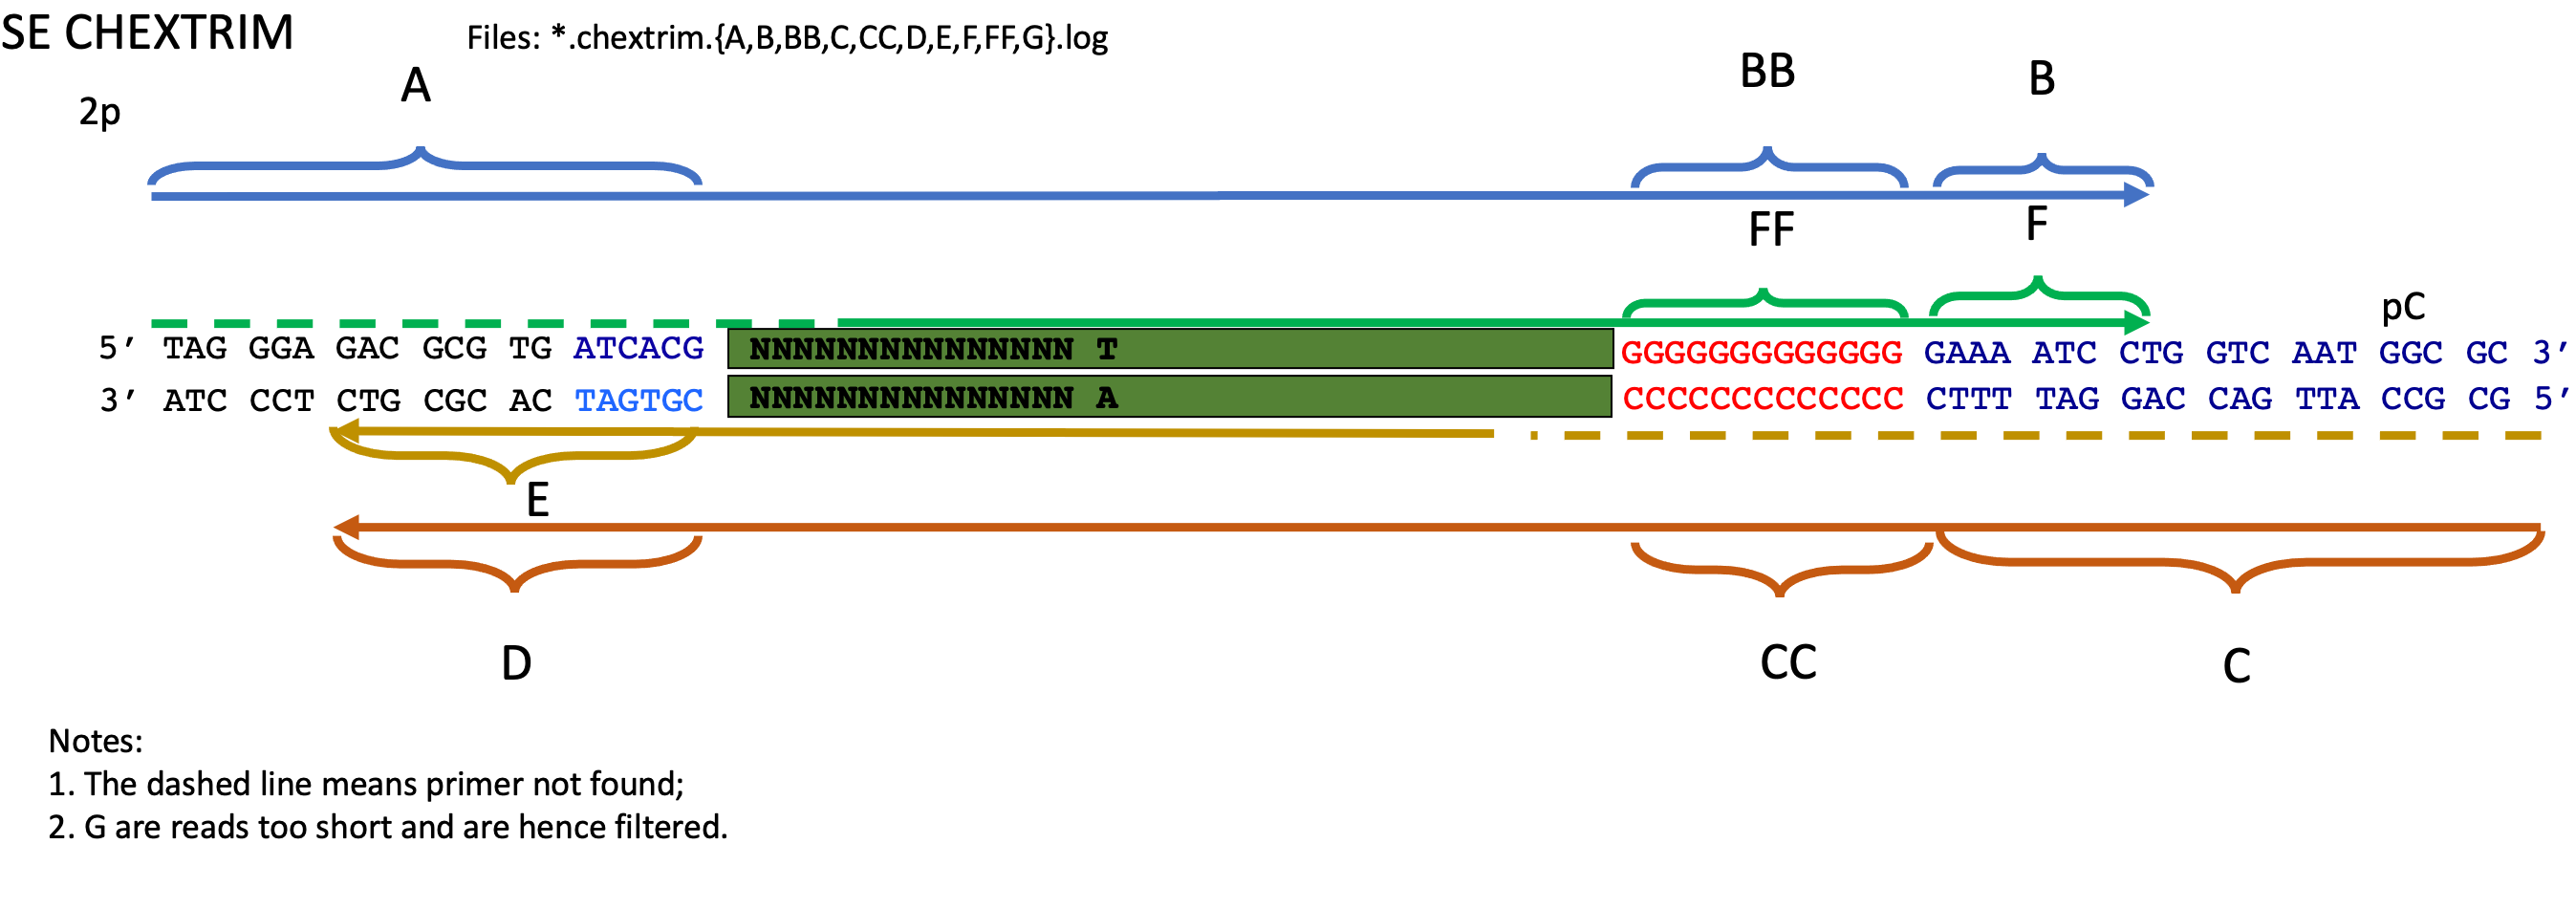 SE CHEXTRIM Files: *.chextrim.{A,B,BB,C,CC,D,E,F,FF,G}.log
A BB B
2p
FF F
pC
5′ TAG GGA GAC GCG TG ATCACG NNNNNNNNNNNNNNN T GGGGGGGGGGGGG GAAA ATC CTG GTC AAT GGC GC 3′
3′ ATC CCT CTG CGC AC TAGTGC NNNNNNNNNNNNNNN A CCCCCCCCCCCCC CTTT TAG GAC CAG TTA CCG CG 5′
E
D CC C
Notes:
1. The dashed line means primer not found;
2. G are reads too short and are hence filtered.